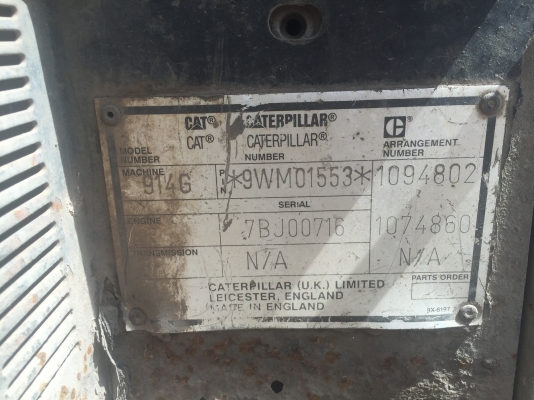 CAT® CATERPILLAR
CAT® CATERPILLAR®
MODEL NUMBER NUMBER ARRANGEMENT NUMBER
MACHINE 914G P I N *9WM01553* 1094802
SERIAL
ENGINE 7BJ00716 1074860
TRANSMISSION N/A N/A
CATERPILLAR (U.K.) LIMITED PARTS ORDER
LEICESTER, ENGLAND
MADE IN ENGLAND